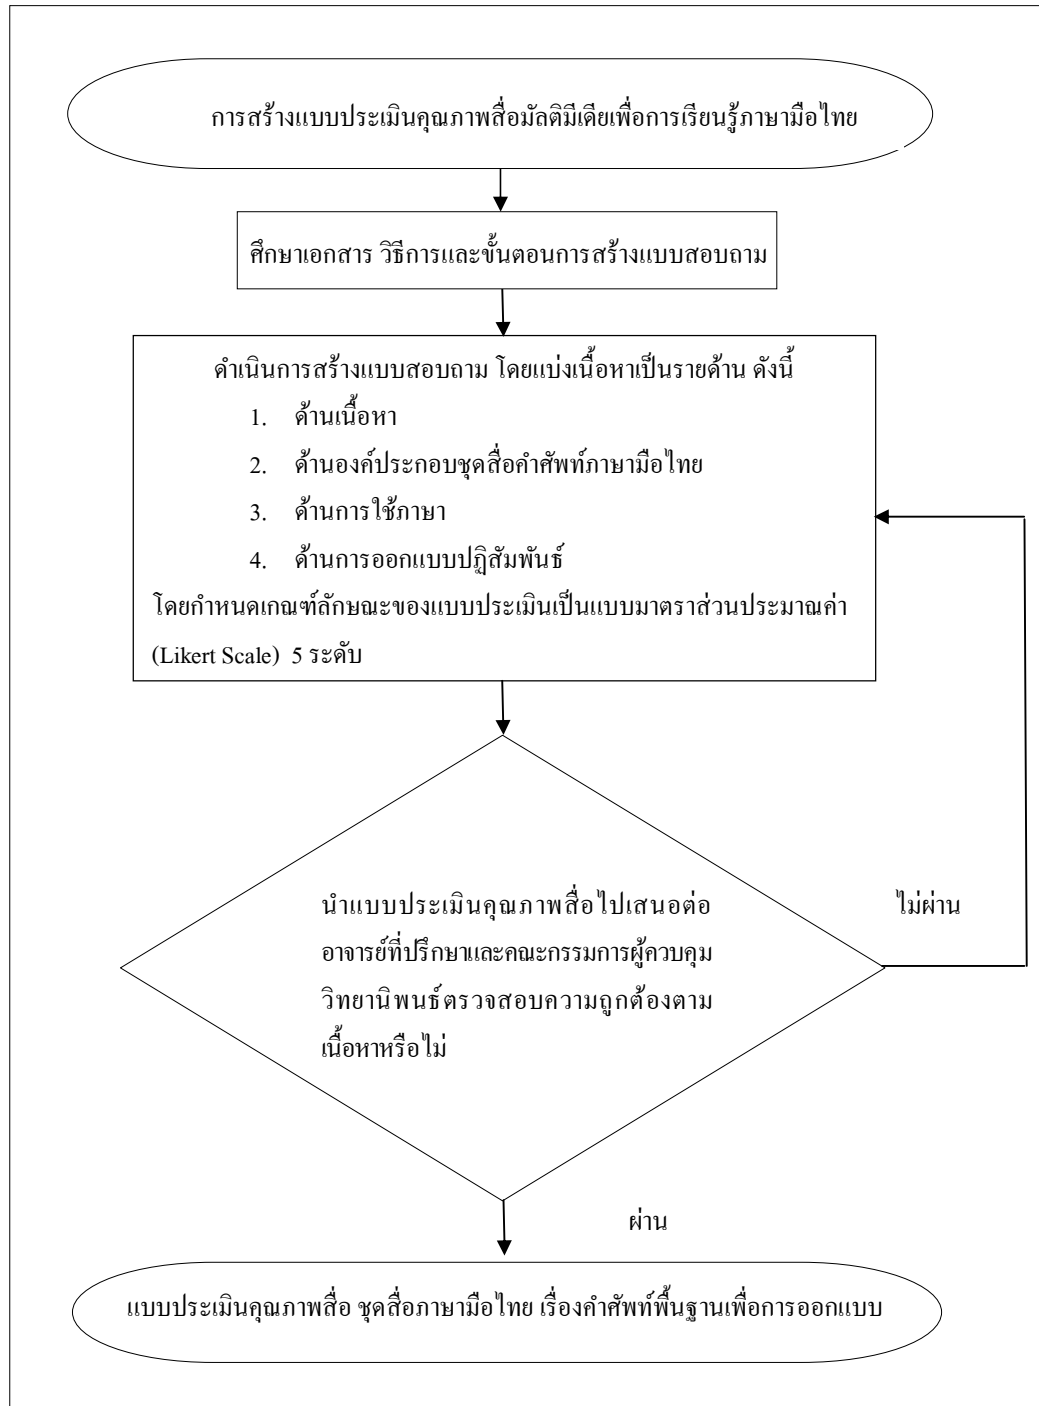 การสร้างแบบประเมินคุณภาพสื่อมัลติมีเดียเพื่อการเรียนรู้ภาษามือไทย
ศึกษาเอกสาร วิธีการและขั้นตอนการสร้างแบบสอบถาม
ดำเนินการสร้างแบบสอบถาม โดยแบ่งเนื้อหาเป็นรายด้าน ดังนี้
1. ด้านเนื้อหา
2. ด้านองค์ประกอบชุดสื่อคำศัพท์ภาษามือไทย
3. ด้านการใช้ภาษา
4. ด้านการออกแบบปฏิสัมพันธ์
โดยกำหนดเกณฑ์ลักษณะของแบบประเมินเป็นแบบมาตราส่วนประมาณค่า
(Likert Scale) 5 ระดับ
นำแบบประเมินคุณภาพสื่อไปเสนอต่อ
อาจารย์ที่ปรึกษาและคณะกรรมการผู้ควบคุม
วิทยานิพนธ์ตรวจสอบความถูกต้องตาม
เนื้อหาหรือไม่
ไม่ผ่าน
ผ่าน
แบบประเมินคุณภาพสื่อ ชุดสื่อภาษามือไทย เรื่องคำศัพท์พื้นฐานเพื่อการออกแบบ